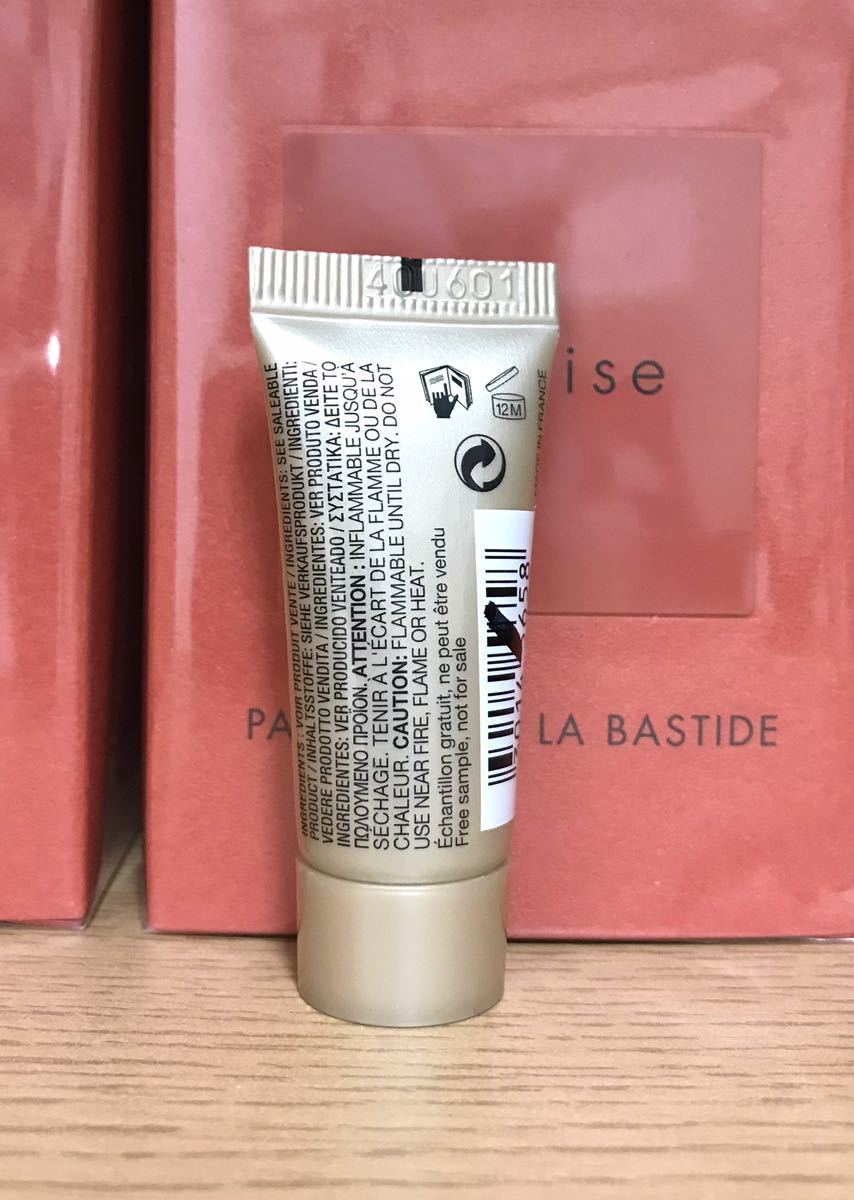 400601
INGREDIENTS : VOIR PRODUIT VENTE / INGREDIENTS: SEE SALEABLE
PRODUCT / INHALTSSTOFFE: SIEHE VERKAUFSPRODUKT / INGREDIENTI:
VEDERE PRODOTTO VENDITA / INGREDIENTES: VER PRODUTO VENDA /
INGREDIENTES: VER PRODUCIDO VENTEADO / ΣΥΣΤΑΤΙΚΑ: ΔΕΙΤΕ ΤΟ
ΠΩΛΟΥΜΕΝΟ ΠΡΟΪΟΝ. ATTENTION : INFLAMMABLE JUSQU'À
SÉCHAGE. TENIR À L'ÉCART DE LA FLAMME OU DE LA
CHALEUR. CAUTION: FLAMMABLE UNTIL DRY. DO NOT
USE NEAR FIRE, FLAME OR HEAT.
Échantillon gratuit, ne peut être vendu
Free sample, not for sale
12M
MADE IN FRANCE
ise
PA
LA BASTIDE